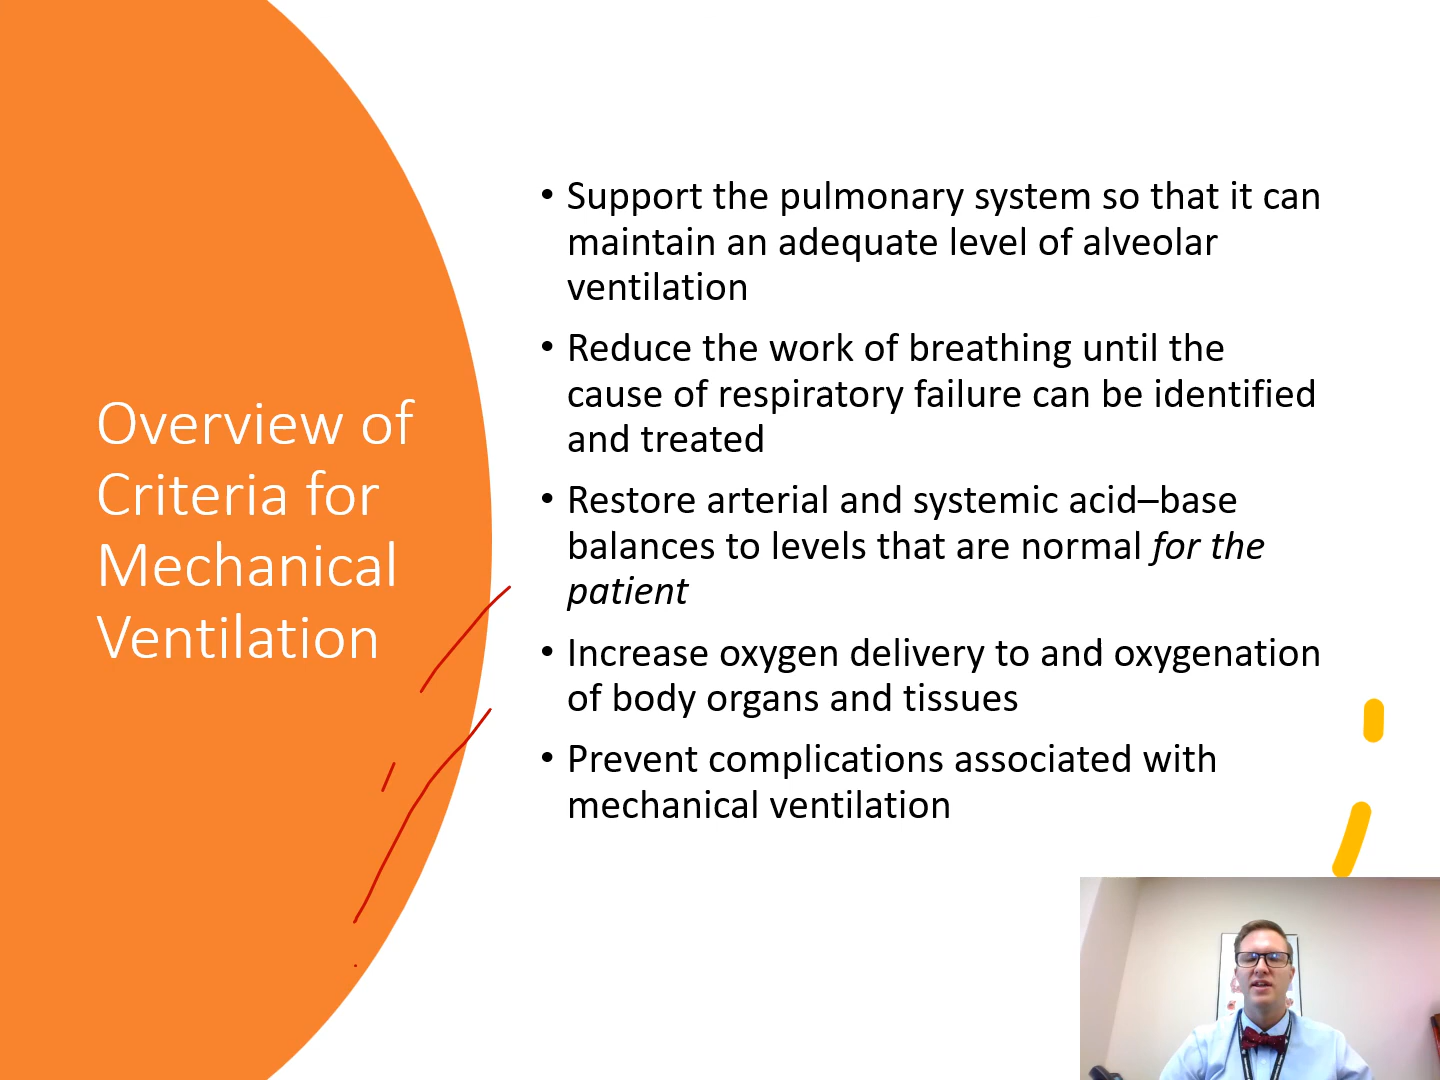 Overview of
Criteria for
Mechanical
Ventilation
• Support the pulmonary system so that it can
maintain an adequate level of alveolar
ventilation
• Reduce the work of breathing until the
cause of respiratory failure can be identified
and treated
• Restore arterial and systemic acid–base
balances to levels that are normal for the
patient
• Increase oxygen delivery to and oxygenation
of body organs and tissues
• Prevent complications associated with
mechanical ventilation